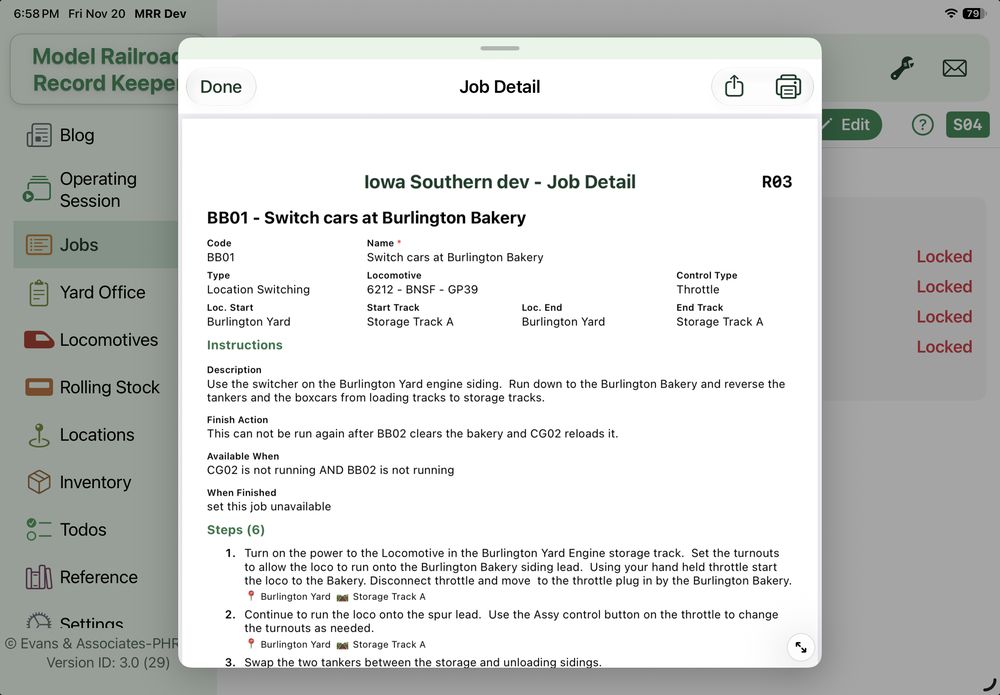 6:58 PM Fri Nov 20 MRR Dev
79
Model Railroad
Record Keeper
Blog
Operating
Session
Jobs
Yard Office
Locomotives
Rolling Stock
Locations
Inventory
Todos
Reference
Settings
© Evans & Associates-PHR
Version ID: 3.0 (29)
Edit
?
S04
Locked
Locked
Locked
Locked
Done
Job Detail
Iowa Southern dev - Job Detail
R03
BB01 - Switch cars at Burlington Bakery
Code Name *
BB01 Switch cars at Burlington Bakery
Type Locomotive Control Type
Location Switching 6212 - BNSF - GP39 Throttle
Loc. Start Start Track Loc. End End Track
Burlington Yard Storage Track A Burlington Yard Storage Track A
Instructions
Description
Use the switcher on the Burlington Yard engine siding. Run down to the Burlington Bakery and reverse the
tankers and the boxcars from loading tracks to storage tracks.
Finish Action
This can not be run again after BB02 clears the bakery and CG02 reloads it.
Available When
CG02 is not running AND BB02 is not running
When Finished
set this job unavailable
Steps (6)
1. Turn on the power to the Locomotive in the Burlington Yard Engine storage track. Set the turnouts
to allow the loco to run onto the Burlington Bakery siding lead. Using your hand held throttle start
the loco to the Bakery. Disconnect throttle and move to the throttle plug in by the Burlington Bakery.
Burlington Yard Storage Track A
2. Continue to run the loco onto the spur lead. Use the Assy control button on the throttle to change
the turnouts as needed.
Burlington Yard Storage Track A
3. Swap the two tankers between the storage and unloading sidings.